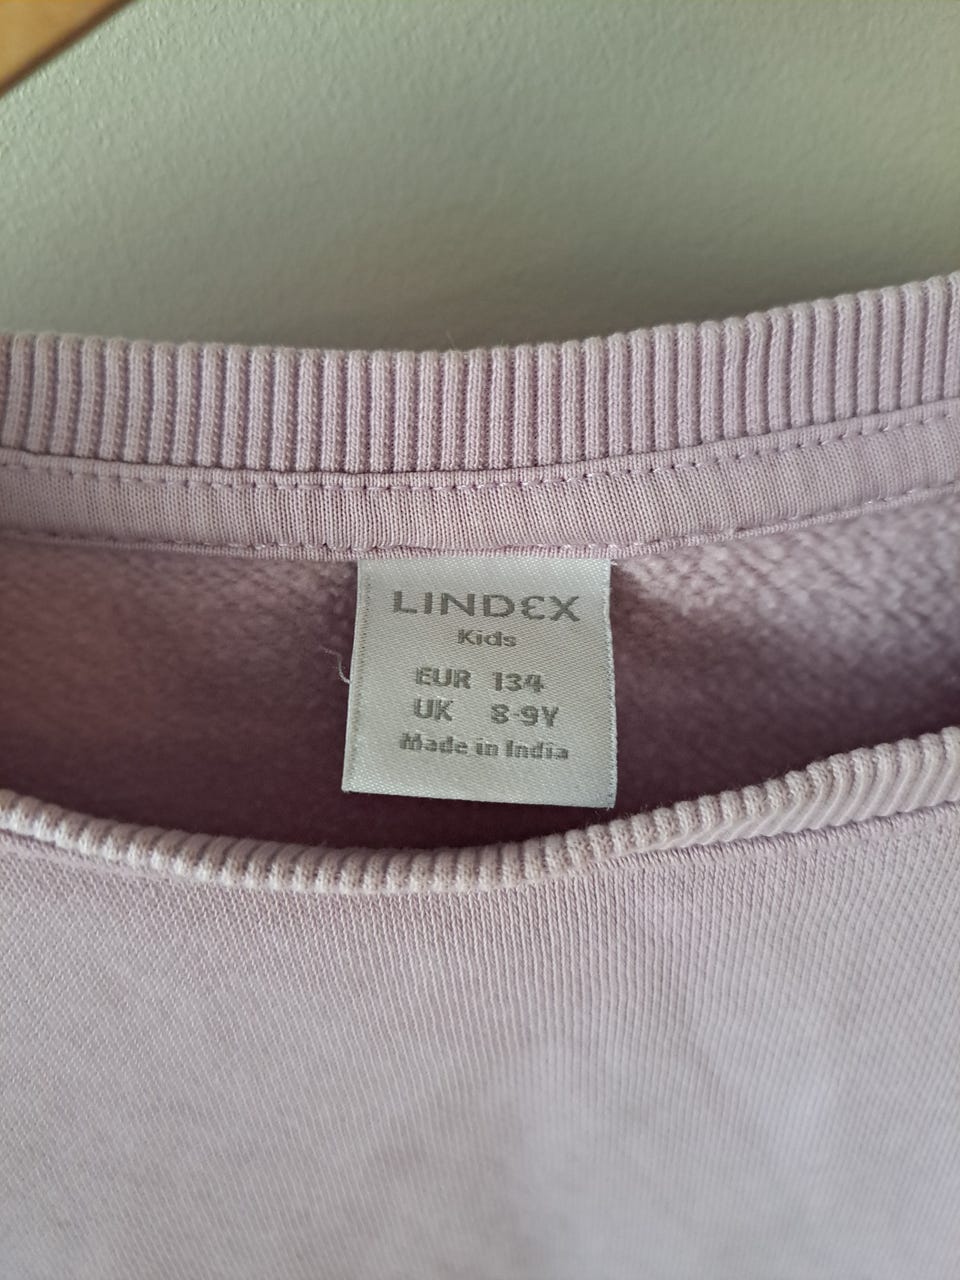 LINDEX
Kids
EUR 134
UK 8-9Y
Made in India